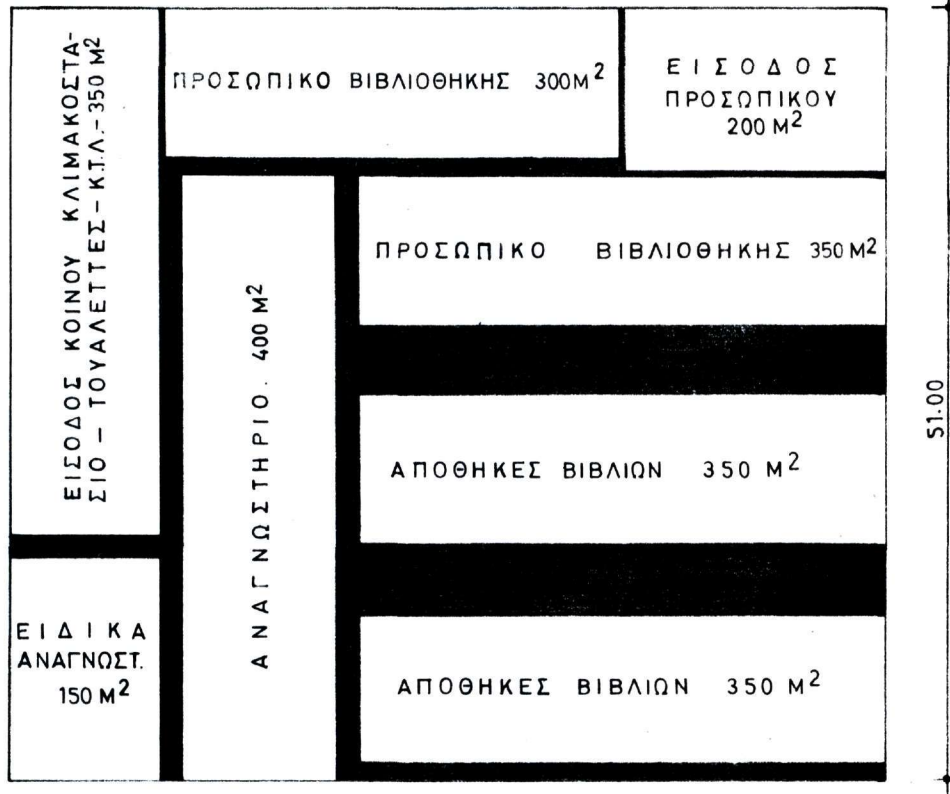 ΕΙΣΟΔΟΣ ΚΟΙΝΟΥ ΚΛΙΜΑΚΟΣΤΑ-
ΣΙΟ – ΤΟΥΑΛΕΤΤΕΣ – Κ.Τ.Λ.– 350 Μ²
ΠΡΟΣΩΠΙΚΟ ΒΙΒΛΙΟΘΗΚΗΣ 300Μ²
ΕΙΣΟΔΟΣ
ΠΡΟΣΩΠΙΚΟΥ
200 Μ²
ΠΡΟΣΩΠΙΚΟ ΒΙΒΛΙΟΘΗΚΗΣ 350 Μ²
ΑΝΑΓΝΩΣΤΗΡΙΟ. 400 Μ²
ΑΠΟΘΗΚΕΣ ΒΙΒΛΙΩΝ 350 Μ²
ΕΙΔΙΚΑ
ΑΝΑΓΝΩΣΤ.
150 Μ²
ΑΠΟΘΗΚΕΣ ΒΙΒΛΙΩΝ 350 Μ²
51.00